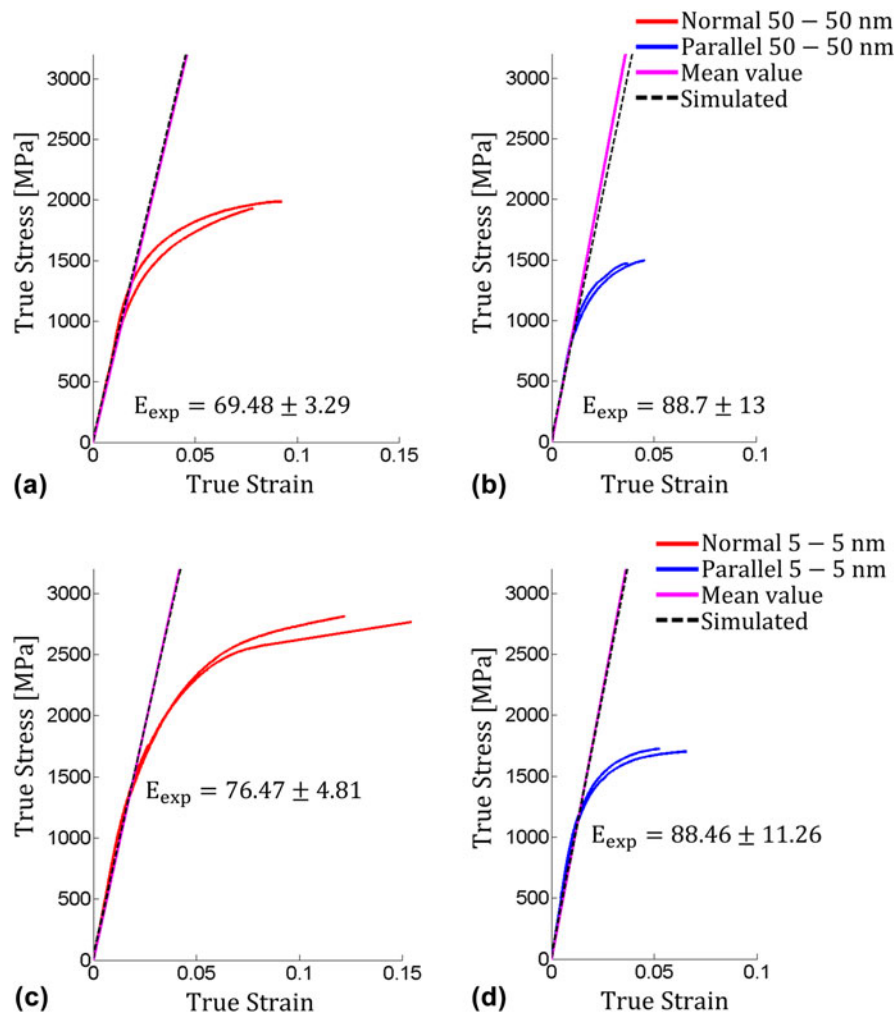 Normal 50 − 50 nm
Parallel 50 − 50 nm
Mean value
Simulated
True Stress [MPa]
3000
2500
2000
1500
1000
500
0
E_exp = 69.48 ± 3.29
0
0.05
0.1
0.15
(a)
True Strain
True Stress [MPa]
3000
2500
2000
1500
1000
500
0
E_exp = 88.7 ± 13
0
0.05
0.1
(b)
True Strain
Normal 5 − 5 nm
Parallel 5 − 5 nm
Mean value
Simulated
True Stress [MPa]
3000
2500
2000
1500
1000
500
0
E_exp = 76.47 ± 4.81
0
0.05
0.1
0.15
(c)
True Strain
True Stress [MPa]
3000
2500
2000
1500
1000
500
0
E_exp = 88.46 ± 11.26
0
0.05
0.1
(d)
True Strain